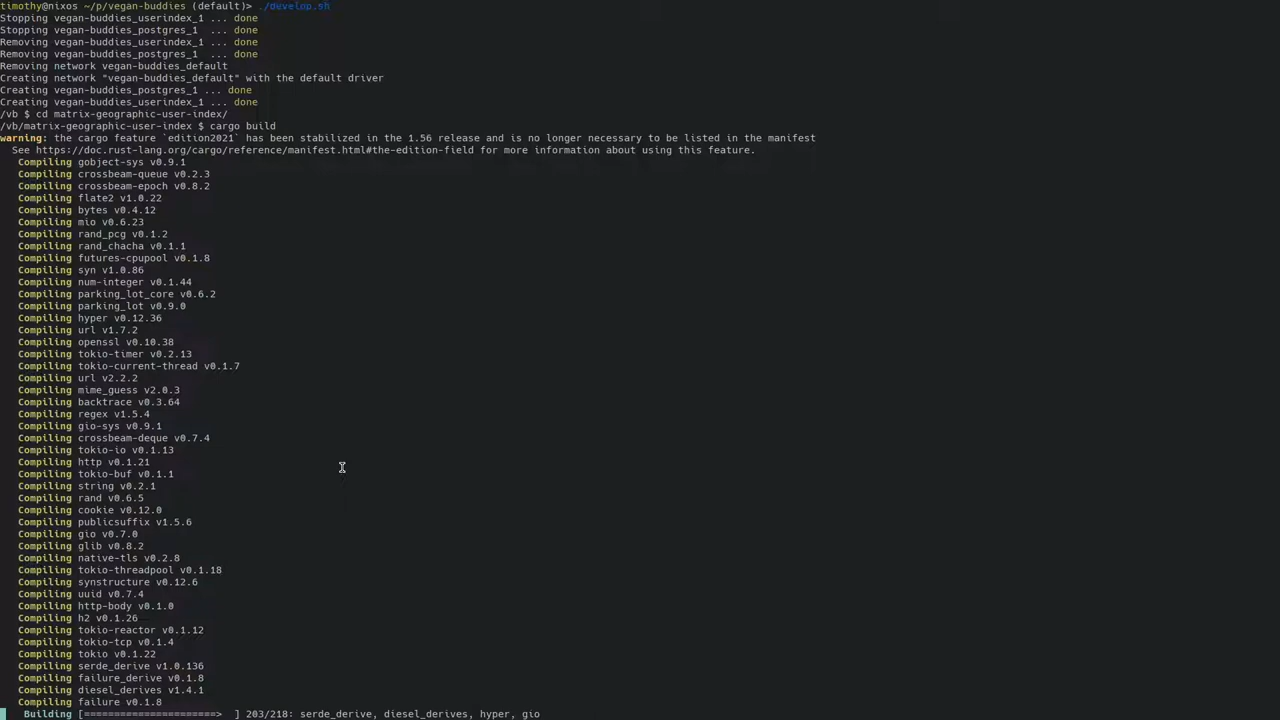 timothy@nixos ~/p/vegan-buddies (default)> ./develop.sh
Stopping vegan-buddies_userindex_1 ... done
Stopping vegan-buddies_postgres_1  ... done
Removing vegan-buddies_userindex_1 ... done
Removing vegan-buddies_postgres_1  ... done
Removing network vegan-buddies_default
Creating network "vegan-buddies_default" with the default driver
Creating vegan-buddies_postgres_1 ... done
Creating vegan-buddies_userindex_1 ... done
/vb $ cd matrix-geographic-user-index/
/vb/matrix-geographic-user-index $ cargo build
warning: the cargo feature `edition2021` has been stabilized in the 1.56 release and is no longer necessary to be listed in the manifest
  See https://doc.rust-lang.org/cargo/reference/manifest.html#the-edition-field for more information about using this feature.
   Compiling gobject-sys v0.9.1
   Compiling crossbeam-queue v0.2.3
   Compiling crossbeam-epoch v0.8.2
   Compiling flate2 v1.0.22
   Compiling bytes v0.4.12
   Compiling mio v0.6.23
   Compiling rand_pcg v0.1.2
   Compiling rand_chacha v0.1.1
   Compiling futures-cpupool v0.1.8
   Compiling syn v1.0.86
   Compiling num-integer v0.1.44
   Compiling parking_lot_core v0.6.2
   Compiling parking_lot v0.9.0
   Compiling hyper v0.12.36
   Compiling url v1.7.2
   Compiling openssl v0.10.38
   Compiling tokio-timer v0.2.13
   Compiling tokio-current-thread v0.1.7
   Compiling url v2.2.2
   Compiling mime_guess v2.0.3
   Compiling backtrace v0.3.64
   Compiling regex v1.5.4
   Compiling gio-sys v0.9.1
   Compiling crossbeam-deque v0.7.4
   Compiling tokio-io v0.1.13
   Compiling http v0.1.21
   Compiling tokio-buf v0.1.1
   Compiling string v0.2.1
   Compiling rand v0.6.5
   Compiling cookie v0.12.0
   Compiling publicsuffix v1.5.6
   Compiling gio v0.7.0
   Compiling glib v0.8.2
   Compiling native-tls v0.2.8
   Compiling tokio-threadpool v0.1.18
   Compiling synstructure v0.12.6
   Compiling uuid v0.7.4
   Compiling http-body v0.1.0
   Compiling h2 v0.1.26
   Compiling tokio-reactor v0.1.12
   Compiling tokio-tcp v0.1.4
   Compiling tokio v0.1.22
   Compiling serde_derive v1.0.136
   Compiling failure_derive v0.1.8
   Compiling diesel_derives v1.4.1
   Compiling failure v0.1.8
    Building [======================>  ] 203/218: serde_derive, diesel_derives, hyper, gio